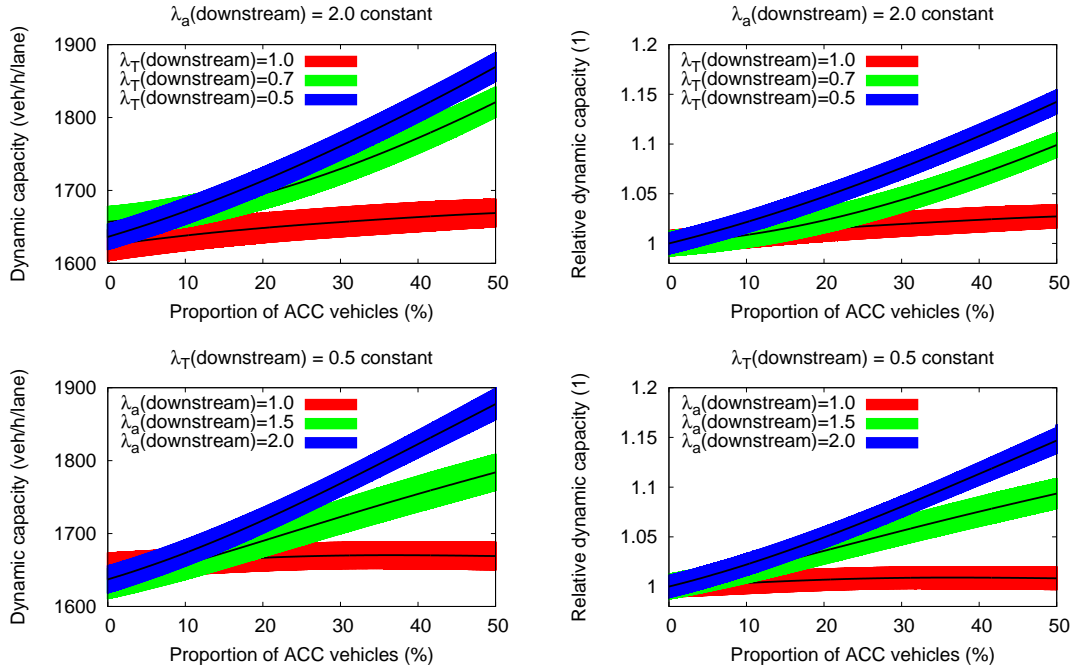 λa(downstream) = 2.0 constant
Dynamic capacity (veh/h/lane)
1900
1800
1700
1600
λT(downstream)=1.0
λT(downstream)=0.7
λT(downstream)=0.5
0 10 20 30 40 50
Proportion of ACC vehicles (%)
λa(downstream) = 2.0 constant
Relative dynamic capacity (1)
1.2
1.15
1.1
1.05
1
λT(downstream)=1.0
λT(downstream)=0.7
λT(downstream)=0.5
0 10 20 30 40 50
Proportion of ACC vehicles (%)
λT(downstream) = 0.5 constant
Dynamic capacity (veh/h/lane)
1900
1800
1700
1600
λa(downstream)=1.0
λa(downstream)=1.5
λa(downstream)=2.0
0 10 20 30 40 50
Proportion of ACC vehicles (%)
λT(downstream) = 0.5 constant
Relative dynamic capacity (1)
1.2
1.15
1.1
1.05
1
λa(downstream)=1.0
λa(downstream)=1.5
λa(downstream)=2.0
0 10 20 30 40 50
Proportion of ACC vehicles (%)